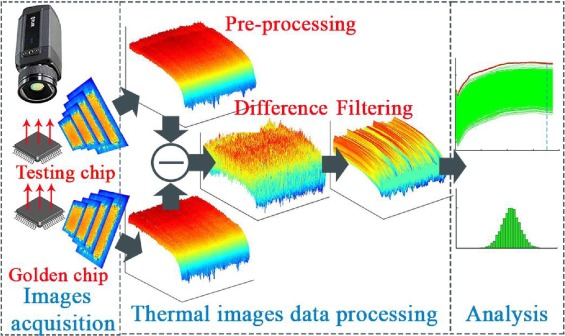 Pre-processing
Difference Filtering
Testing chip
Golden chip
Images
acquisition
Thermal images data processing
Analysis